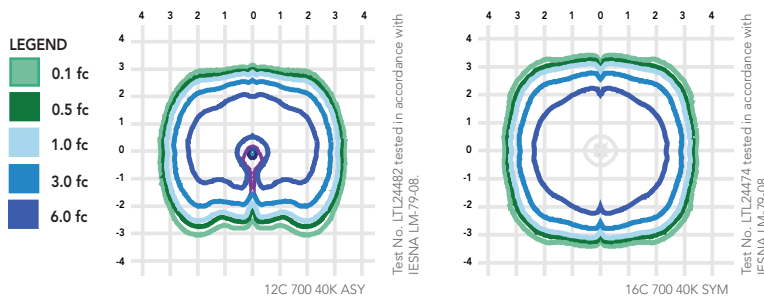 LEGEND
0.1 fc
0.5 fc
1.0 fc
3.0 fc
6.0 fc
4 3 2 1 0 1 2 3 4
4
3
2
1
0
-1
-2
-3
-4
Test No. LTL24482 tested in accordance with
IESNA LM-79-08.
12C 700 40K ASY
4 3 2 1 0 1 2 3 4
4
3
2
1
0
-1
-2
-3
-4
Test No. LTL24474 tested in accordance with
IESNA LM-79-08
16C 700 40K SYM